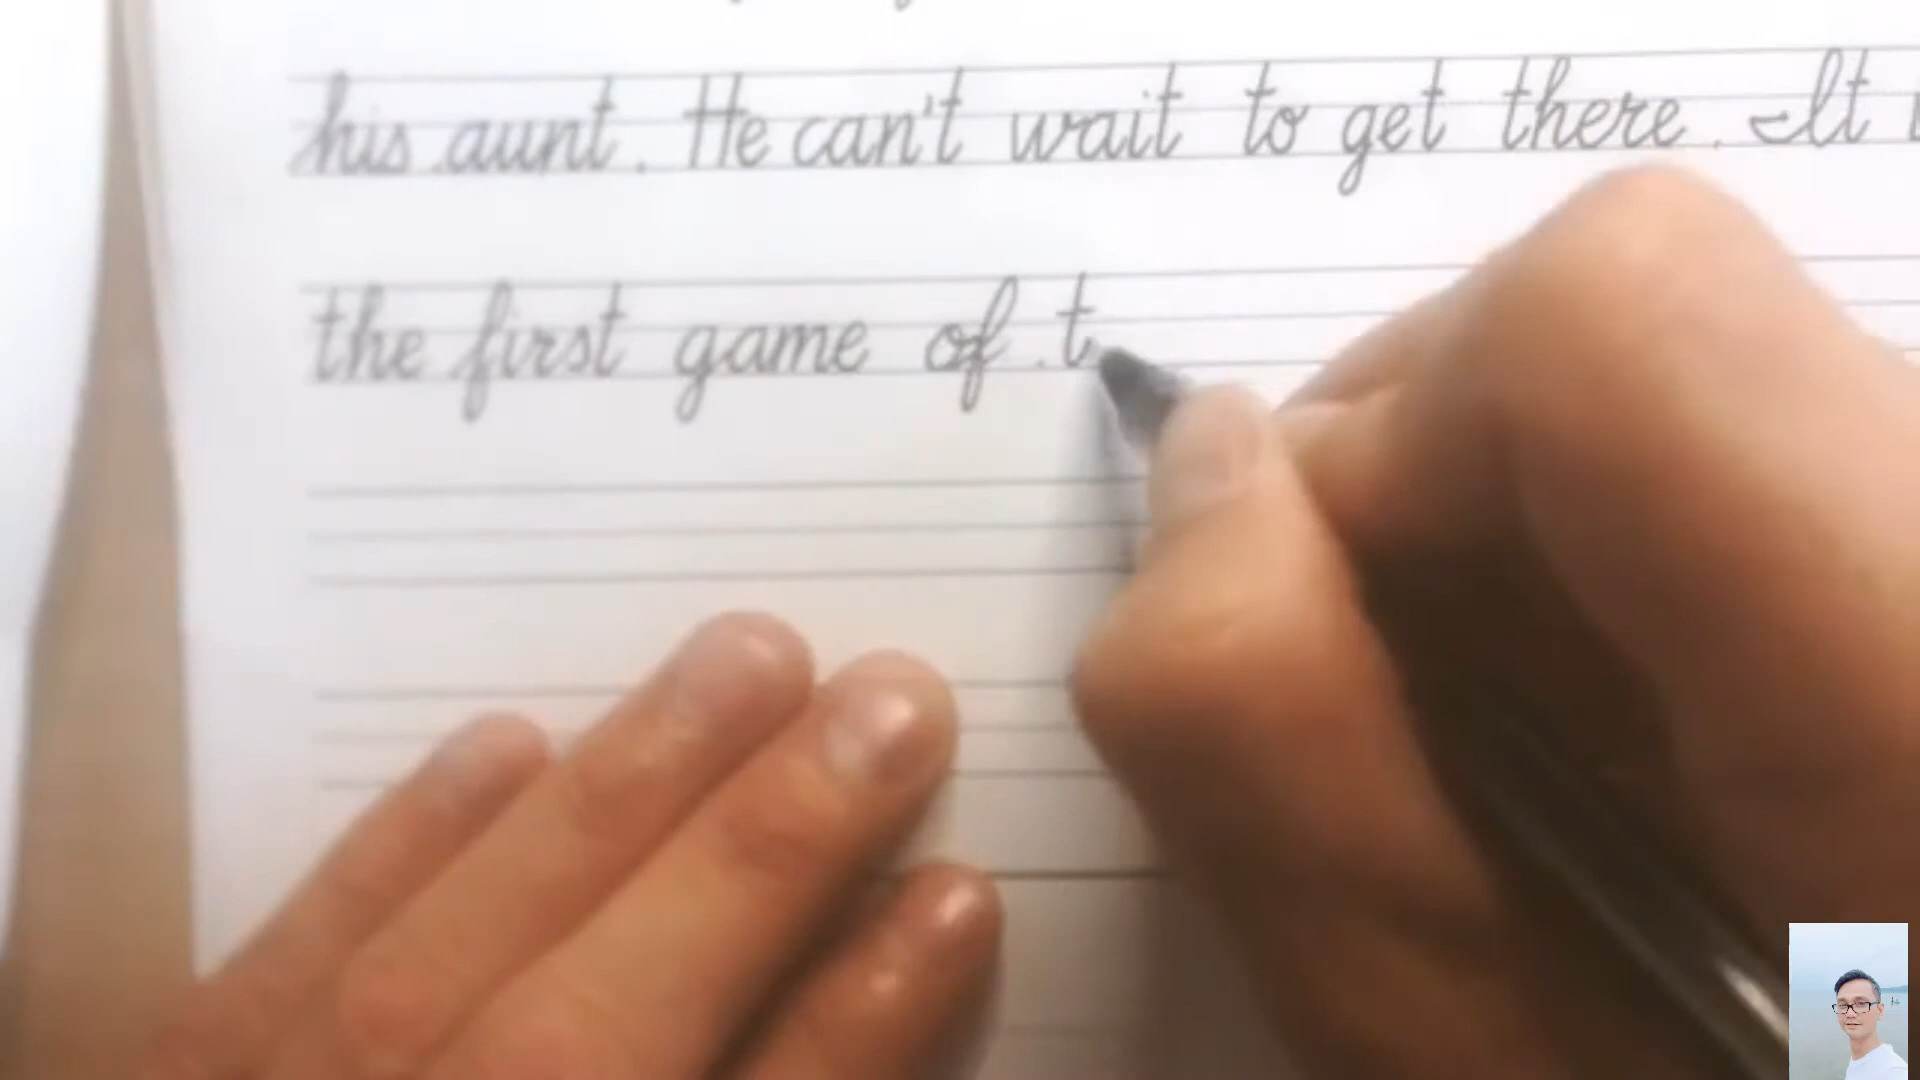 his aunt. He can't wait to get there. It
the first game of t